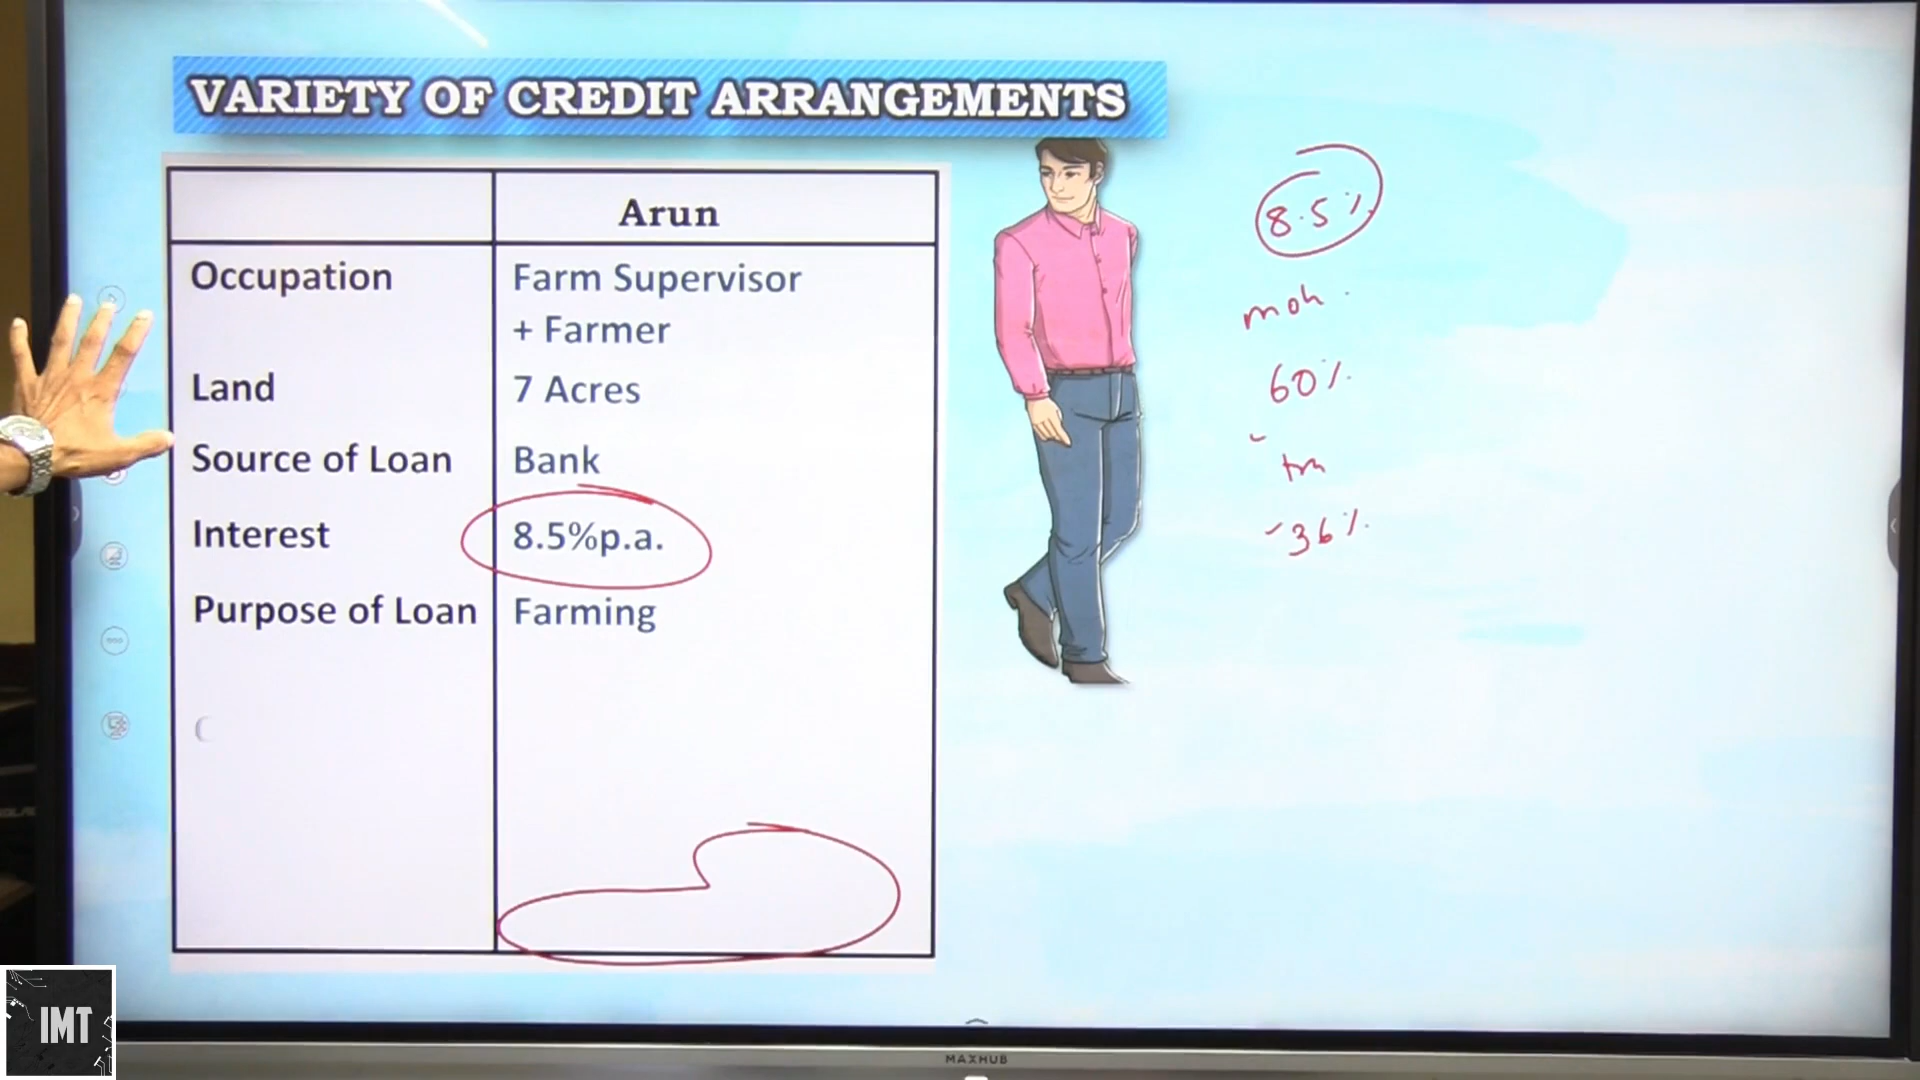 VARIETY OF CREDIT ARRANGEMENTS
Arun
Occupation Farm Supervisor
+ Farmer
Land 7 Acres
Source of Loan Bank
Interest 8.5%p.a.
Purpose of Loan Farming
8.5%
moh.
60%
36%
MAXHUB
IMT